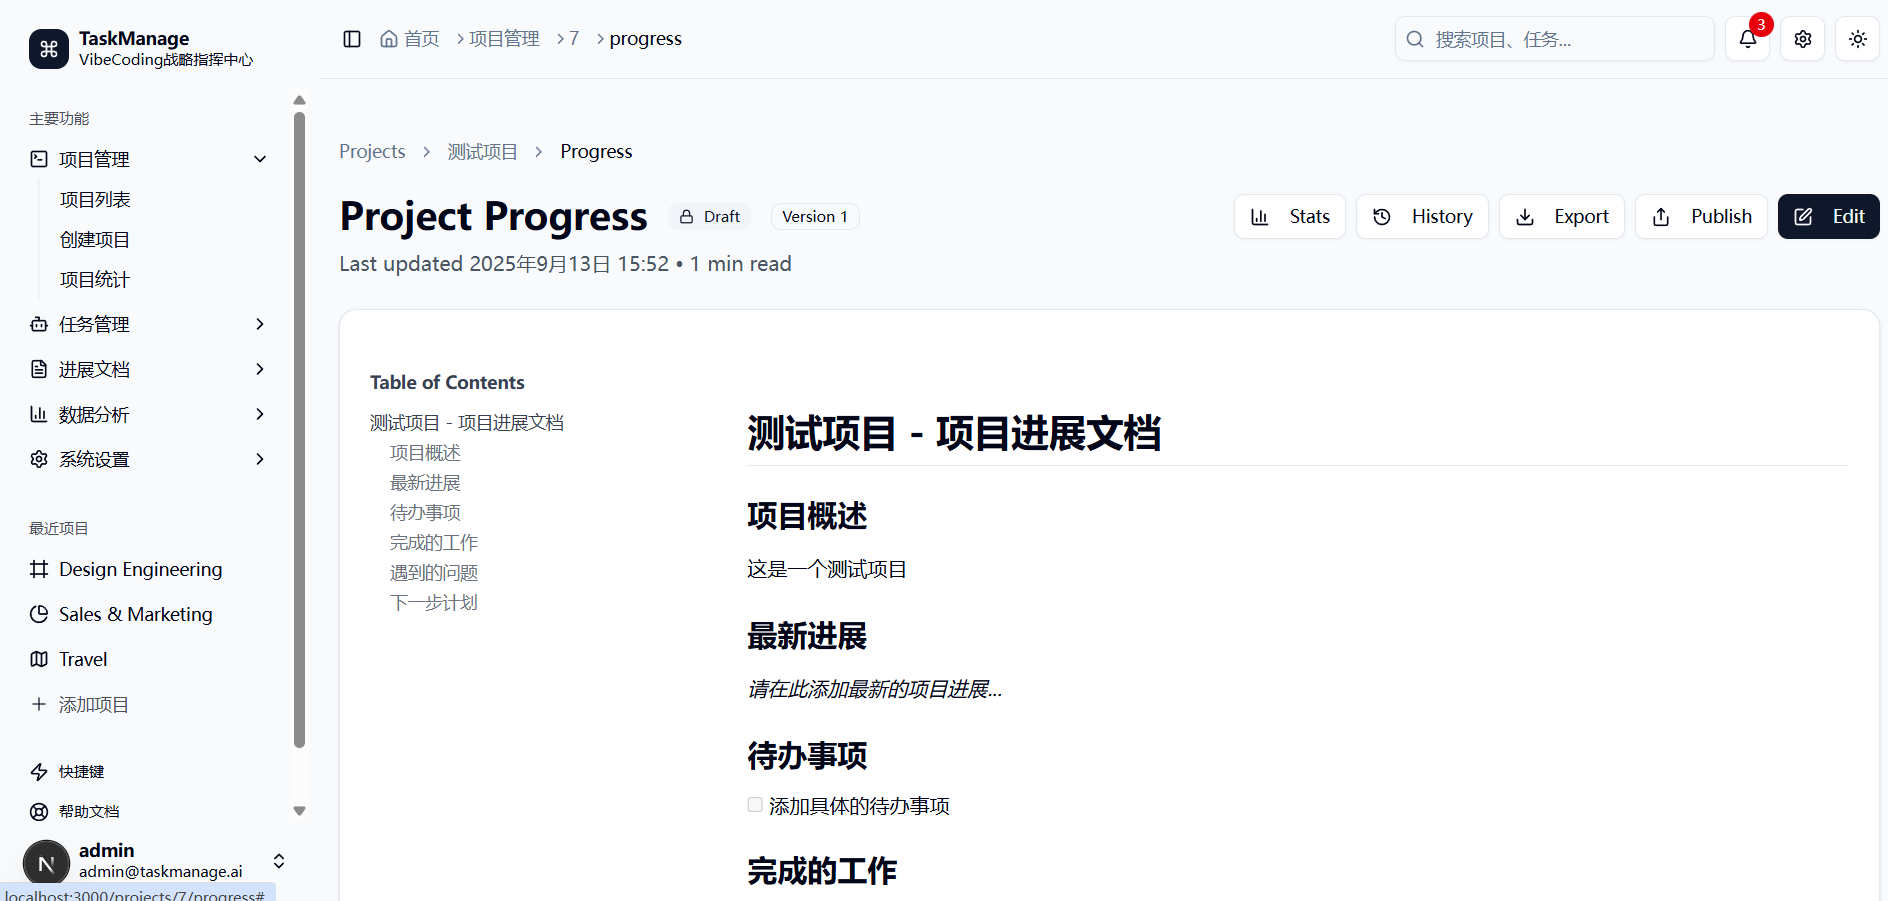 TaskManage
VibeCoding战略指挥中心
主要功能
项目管理
项目列表
创建项目
项目统计
任务管理
进展文档
数据分析
系统设置
最近项目
Design Engineering
Sales & Marketing
Travel
添加项目
快捷键
帮助文档
N
admin
admin@taskmanage.ai
localhost:3000/projects/7/progress#
首页 项目管理 7 progress
搜索项目、任务...
3
Projects 测试项目 Progress
Project Progress Draft Version 1
Stats History Export Publish Edit
Last updated 2025年9月13日 15:52 • 1 min read
Table of Contents
测试项目 - 项目进展文档
项目概述
最新进展
待办事项
完成的工作
遇到的问题
下一步计划
测试项目 - 项目进展文档
项目概述
这是一个测试项目
最新进展
请在此添加最新的项目进展...
待办事项
添加具体的待办事项
完成的工作